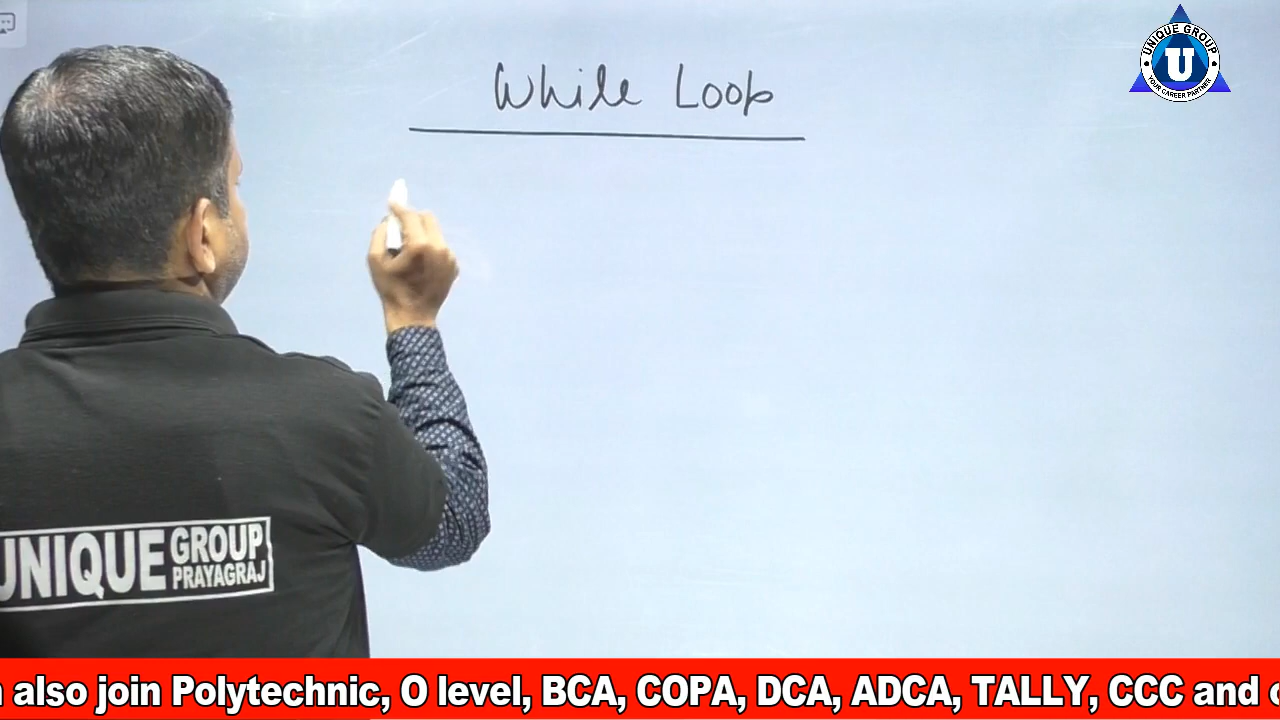 While Loop
UNIQUE GROUP
U
YOUR CAREER PARTNER
UNIQUE GROUP
PRAYAGRAJ
also join Polytechnic, O level, BCA, COPA, DCA, ADCA, TALLY, CCC and